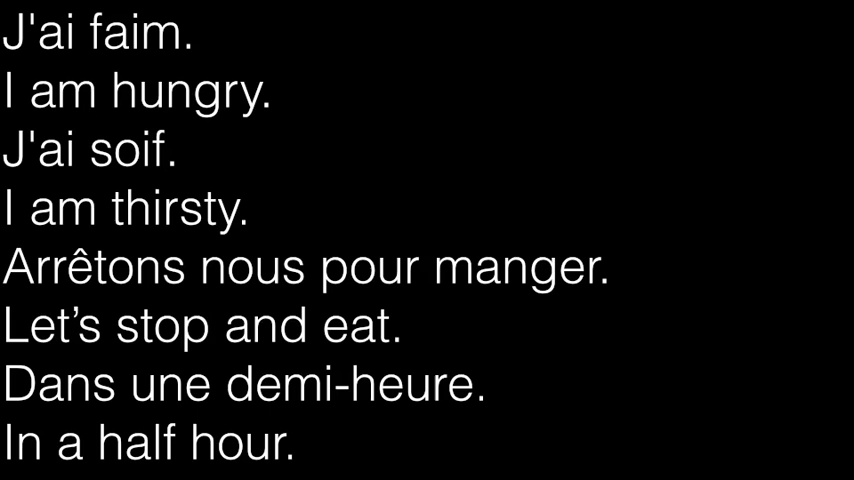 J'ai faim.
I am hungry.
J'ai soif.
I am thirsty.
Arrêtons nous pour manger.
Let’s stop and eat.
Dans une demi-heure.
In a half hour.